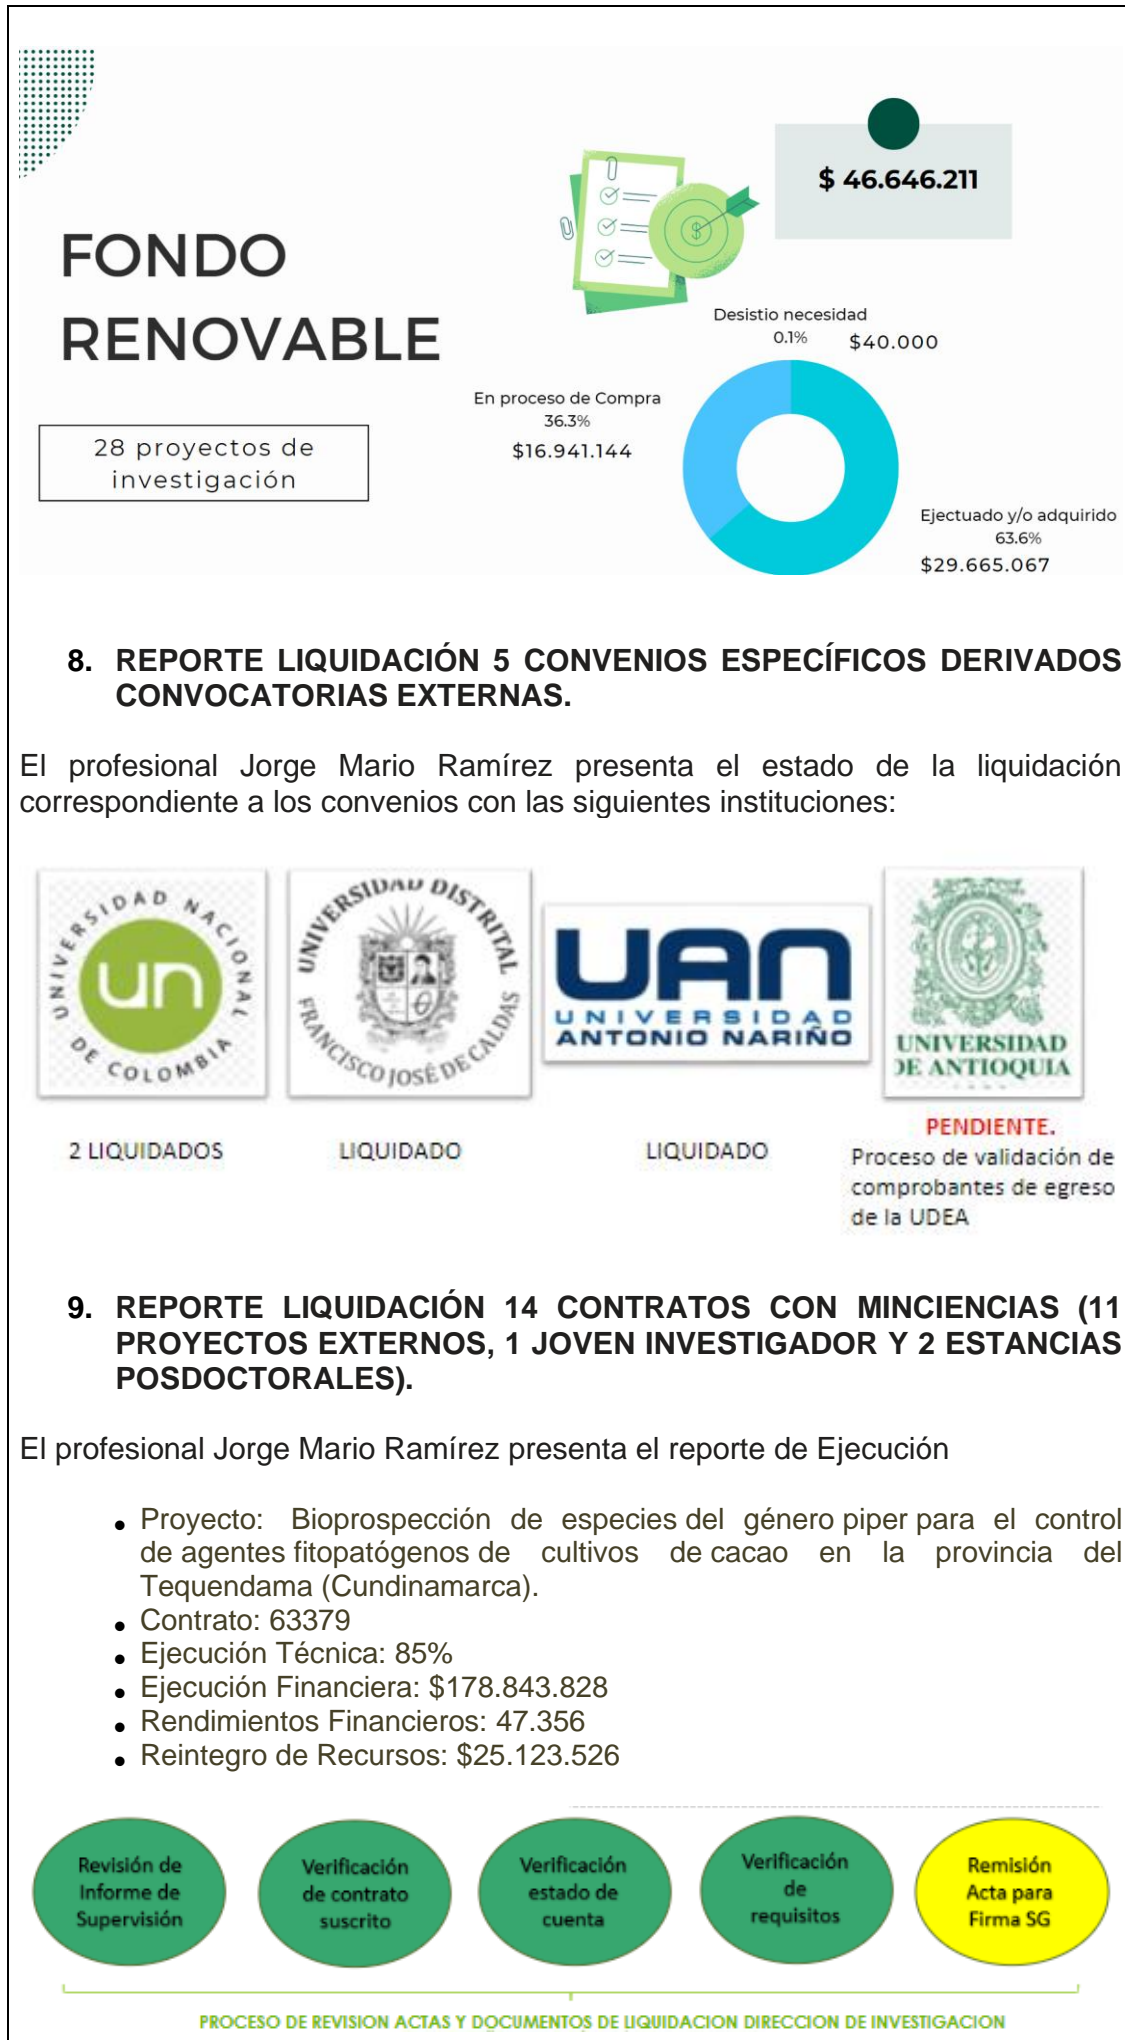 $ 46.646.211
FONDO
RENOVABLE
28 proyectos de
investigación
Desistio necesidad
0.1%
$40.000
En proceso de Compra
36.3%
$16.941.144
Ejectuado y/o adquirido
63.6%
$29.665.067
8. REPORTE LIQUIDACIÓN 5 CONVENIOS ESPECÍFICOS DERIVADOS
CONVOCATORIAS EXTERNAS.
El profesional Jorge Mario Ramírez presenta el estado de la liquidación
correspondiente a los convenios con las siguientes instituciones:
UNIVERSIDAD NACIONAL
DE COLOMBIA
un
UNIVERSIDAD DISTRITAL
FRANCISCO JOSÉ DE CALDAS
UAN
UNIVERSIDAD
ANTONIO NARIÑO
UNIVERSIDAD
DE ANTIOQUIA
2 LIQUIDADOS
LIQUIDADO
LIQUIDADO
PENDIENTE.
Proceso de validación de
comprobantes de egreso
de la UDEA
9. REPORTE LIQUIDACIÓN 14 CONTRATOS CON MINCIENCIAS (11
PROYECTOS EXTERNOS, 1 JOVEN INVESTIGADOR Y 2 ESTANCIAS
POSDOCTORALES).
El profesional Jorge Mario Ramírez presenta el reporte de Ejecución
• Proyecto: Bioprospección de especies del género piper para el control
de agentes fitopatógenos de cultivos de cacao en la provincia del
Tequendama (Cundinamarca).
• Contrato: 63379
• Ejecución Técnica: 85%
• Ejecución Financiera: $178.843.828
• Rendimientos Financieros: 47.356
• Reintegro de Recursos: $25.123.526
Revisión de
Informe de
Supervisión
Verificación
de contrato
suscrito
Verificación
estado de
cuenta
Verificación
de
requisitos
Remisión
Acta para
Firma SG
PROCESO DE REVISION ACTAS Y DOCUMENTOS DE LIQUIDACION DIRECCION DE INVESTIGACION